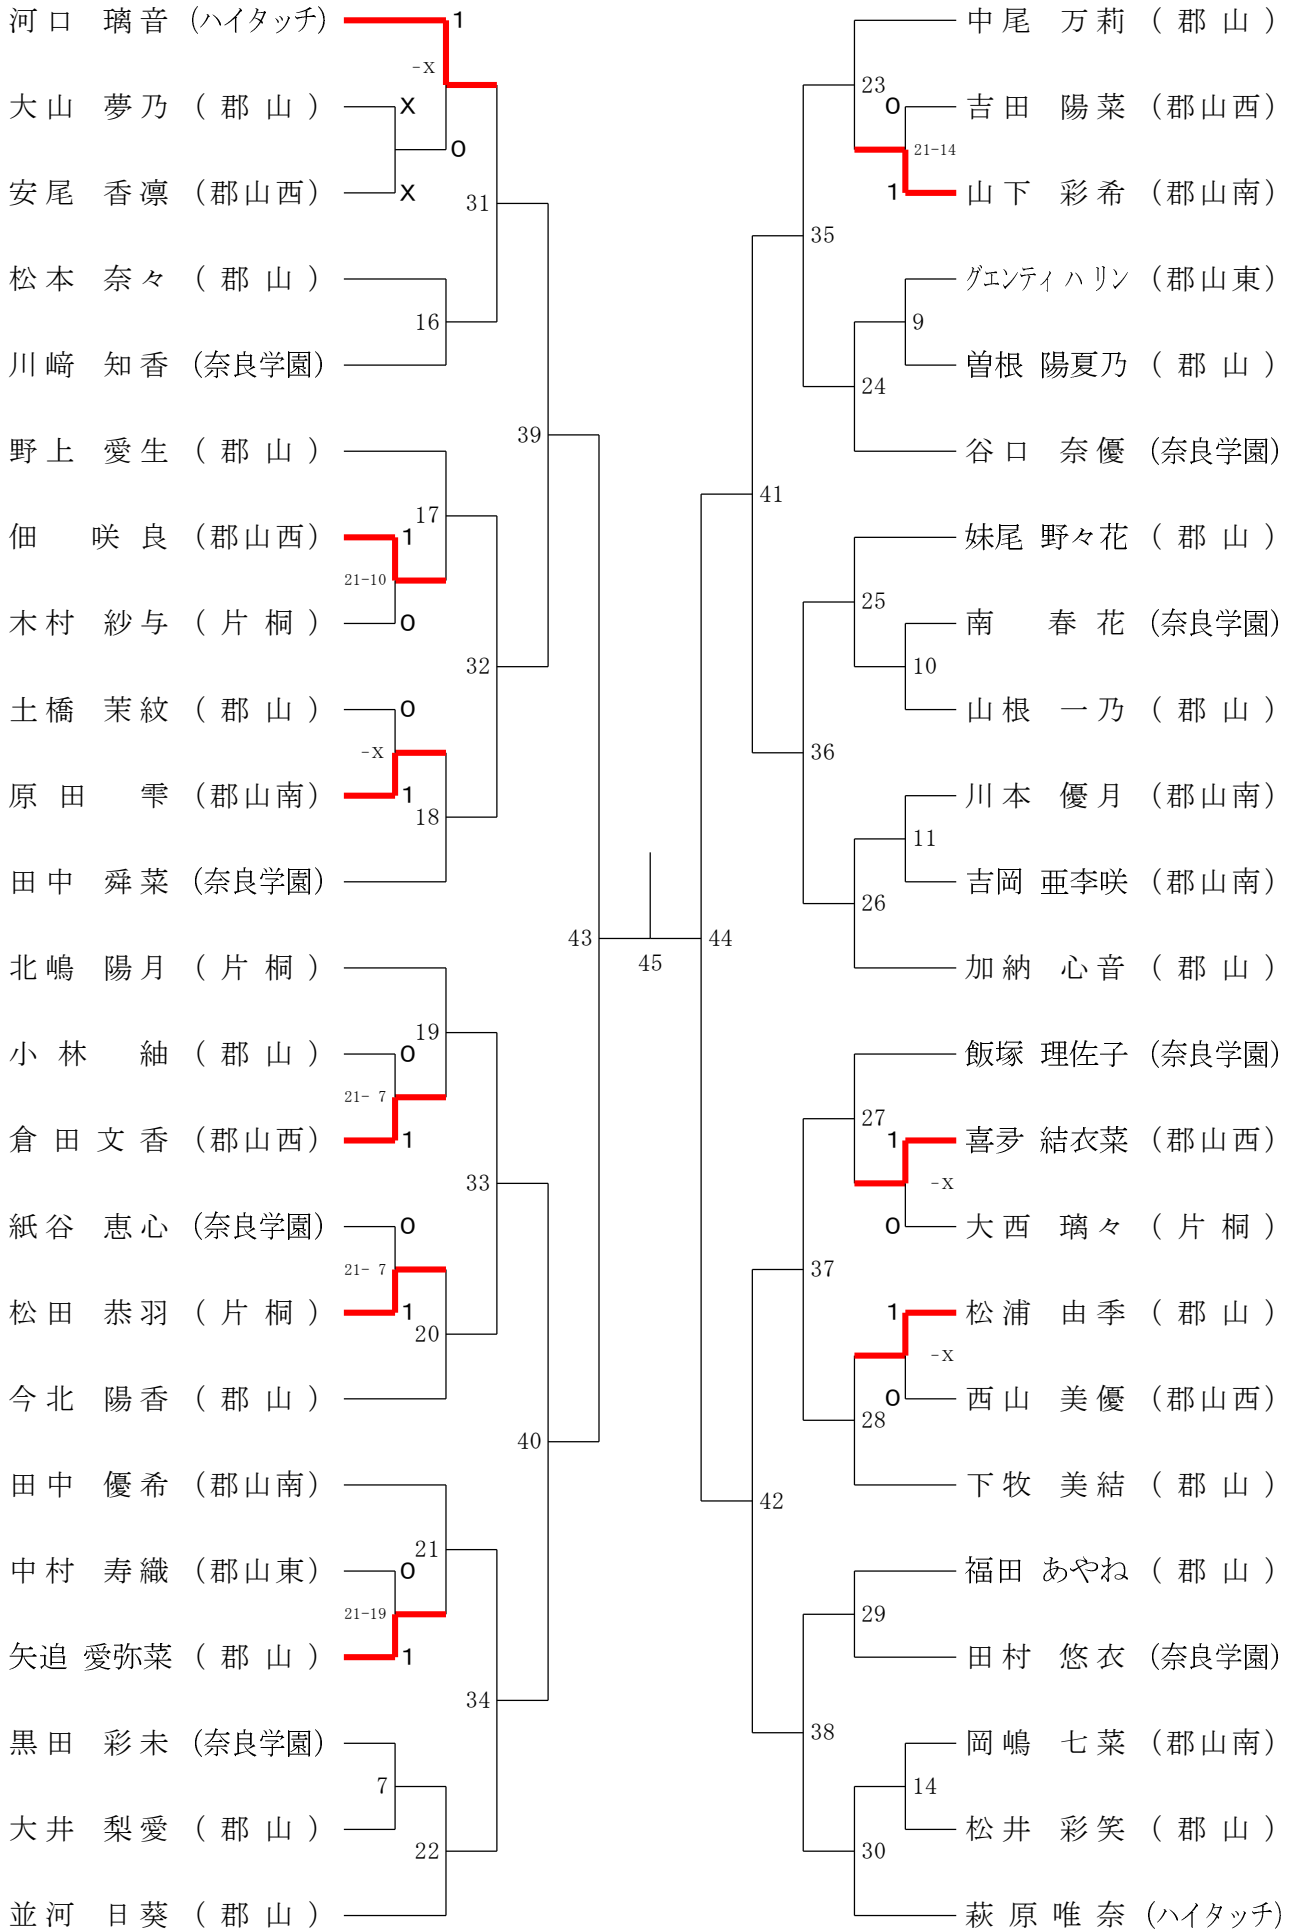 河口 璃音 (ハイタッチ) 1
-X
大山 夢乃 (郡山) X
0
安尾 香凛 (郡山西) X
31
松本 奈々 (郡山)
16
川﨑 知香 (奈良学園)
39
野上 愛生 (郡山)
17
佃 咲良 (郡山西) 1
21-10
木村 紗与 (片桐) 0
32
土橋 茉紋 (郡山) 0
-X
原田 雫 (郡山南) 1
18
田中 舜菜 (奈良学園)
43
北嶋 陽月 (片桐)
19
小林 紬 (郡山) 0
21- 7
倉田 文香 (郡山西) 1
33
紙谷 恵心 (奈良学園) 0
21- 7
松田 恭羽 (片桐) 1
20
今北 陽香 (郡山)
40
田中 優希 (郡山南)
21
中村 寿織 (郡山東) 0
21-19
矢追 愛弥菜 (郡山) 1
34
黒田 彩未 (奈良学園)
7
大井 梨愛 (郡山)
22
並河 日葵 (郡山)
45
中尾 万莉 (郡山)
23
0 吉田 陽菜 (郡山西)
21-14
1 山下 彩希 (郡山南)
35
グエンティ ハ リン (郡山東)
9
曽根 陽夏乃 (郡山)
24
谷口 奈優 (奈良学園)
41
妹尾 野々花 (郡山)
25
南 春花 (奈良学園)
10
山根 一乃 (郡山)
36
川本 優月 (郡山南)
11
吉岡 亜李咲 (郡山南)
26
加納 心音 (郡山)
44
飯塚 理佐子 (奈良学園)
27
1 喜夛 結衣菜 (郡山西)
-X
0 大西 璃々 (片桐)
37
1 松浦 由季 (郡山)
-X
0 西山 美優 (郡山西)
28
下牧 美結 (郡山)
42
福田 あやね (郡山)
29
田村 悠衣 (奈良学園)
38
岡嶋 七菜 (郡山南)
14
松井 彩笑 (郡山)
30
萩原 唯奈 (ハイタッチ)